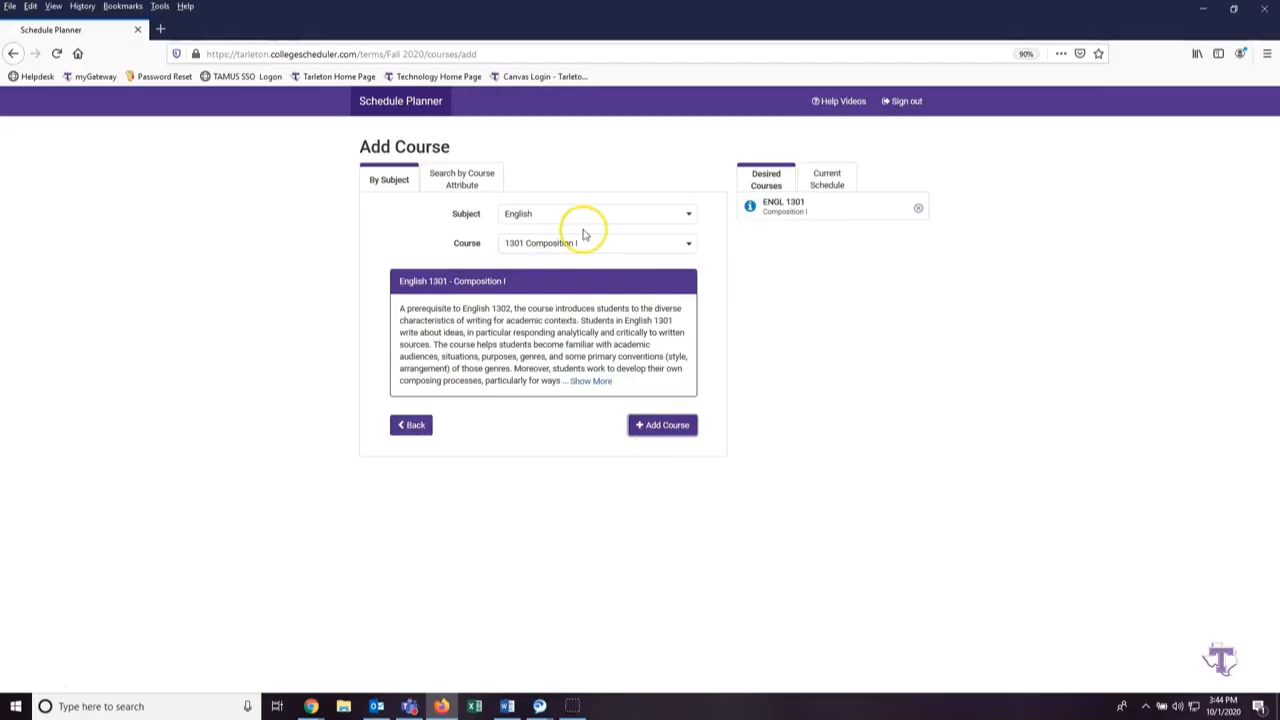 File Edit View History Bookmarks Tools Help
Schedule Planner
https://tarleton.collegescheduler.com/terms/Fall 2020/courses/add
90%
Helpdesk myGateway Password Reset TAMUS SSO Logon Tarleton Home Page Technology Home Page Canvas Login - Tarleto...
Schedule Planner
Help Videos Sign out
Add Course
By Subject
Search by Course
Attribute
Subject English
Course 1301 Composition I
English 1301 - Composition I
A prerequisite to English 1302, the course introduces students to the diverse
characteristics of writing for academic contexts. Students in English 1301
write about ideas, in particular responding analytically and critically to written
sources. The course helps students become familiar with academic
audiences, situations, purposes, genres, and some primary conventions (style,
arrangement) of those genres. Moreover, students work to develop their own
composing processes, particularly for ways ... Show More
Back
+ Add Course
Desired
Courses
Current
Schedule
ENGL 1301
Composition I
T
Type here to search
3:44 PM
10/1/2020